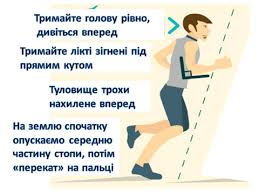 Тримайте голову рівно,
дивіться вперед
Тримайте лікті зігнені під
прямим кутом
Туловище трохи
нахилене вперед
На землю спочатку
опускаємо середню
частину стопи, потім
«перекат» на пальці